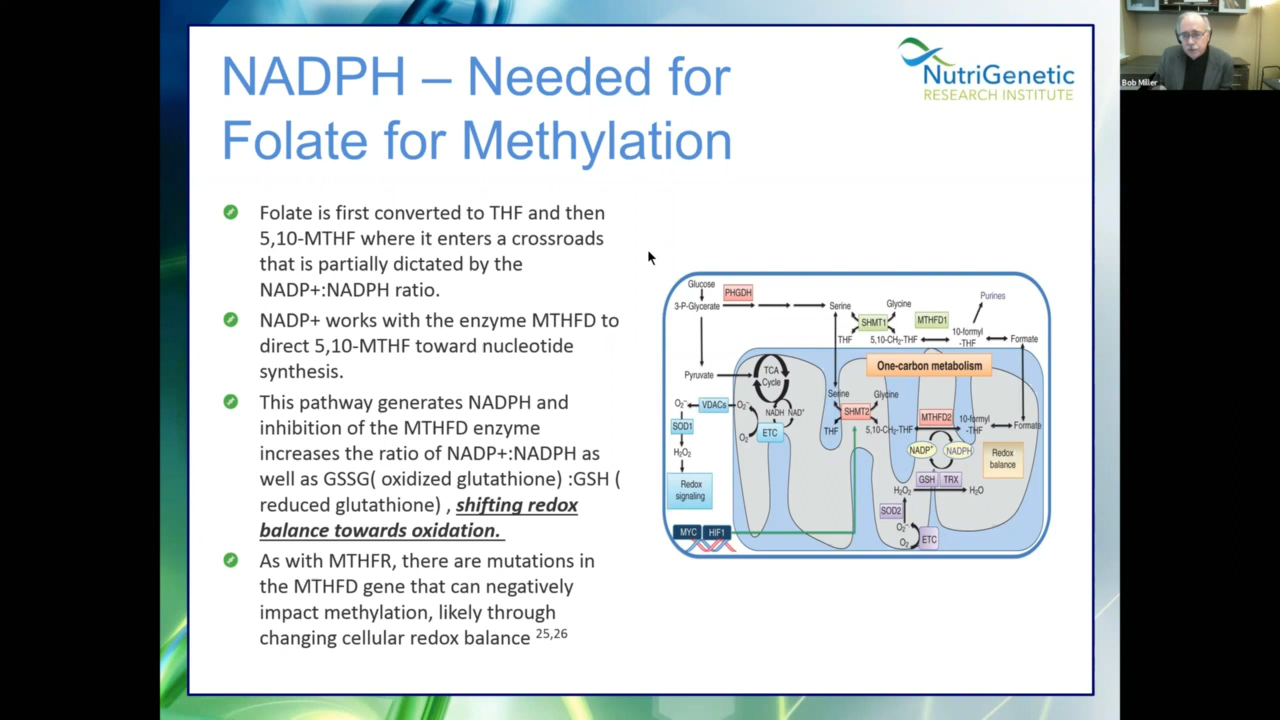 NADPH – Needed for
Folate for Methylation
NutriGenetic
RESEARCH INSTITUTE
Bob Miller
Folate is first converted to THF and then
5,10-MTHF where it enters a crossroads
that is partially dictated by the
NADP+:NADPH ratio.
NADP+ works with the enzyme MTHFD to
direct 5,10-MTHF toward nucleotide
synthesis.
This pathway generates NADPH and
inhibition of the MTHFD enzyme
increases the ratio of NADP+:NADPH as
well as GSSG( oxidized glutathione) :GSH (
reduced glutathione) , shifting redox
balance towards oxidation.
As with MTHFR, there are mutations in
the MTHFD gene that can negatively
impact methylation, likely through
changing cellular redox balance 25,26
Glucose
PHGDH
3-P-Glycerate
Serine
Glycine
Purines
SHMT1
MTHFD1
THF
5,10-CH₂-THF
10-formyl
-THF
Formate
One-carbon metabolism
Pyruvate
TCA
Cycle
Serine
Glycine
NADH
NAD⁺
O₂⁻
VDACs
O₂⁻
SHMT2
MTHFD2
SOD1
ETC
O₂
THF
5,10-CH₂-THF
10-formyl
-THF
Formate
H₂O₂
NADP⁺
NADPH
Redox
balance
Redox
signaling
GSH
TRX
H₂O₂
H₂O
SOD2
O₂⁻
O₂
ETC
MYC
HIF1